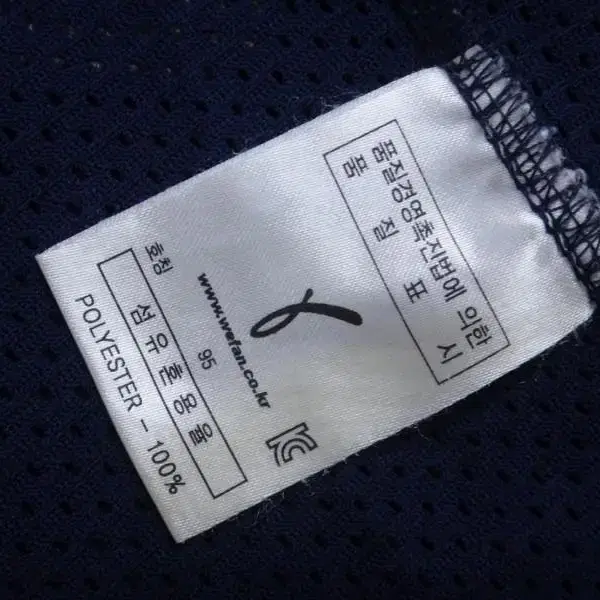 품질경영촉진법에 의한
품 질 표 시
www.wefan.co.kr
호칭 95
섬 유 혼 용 율
POLYESTER - 100%